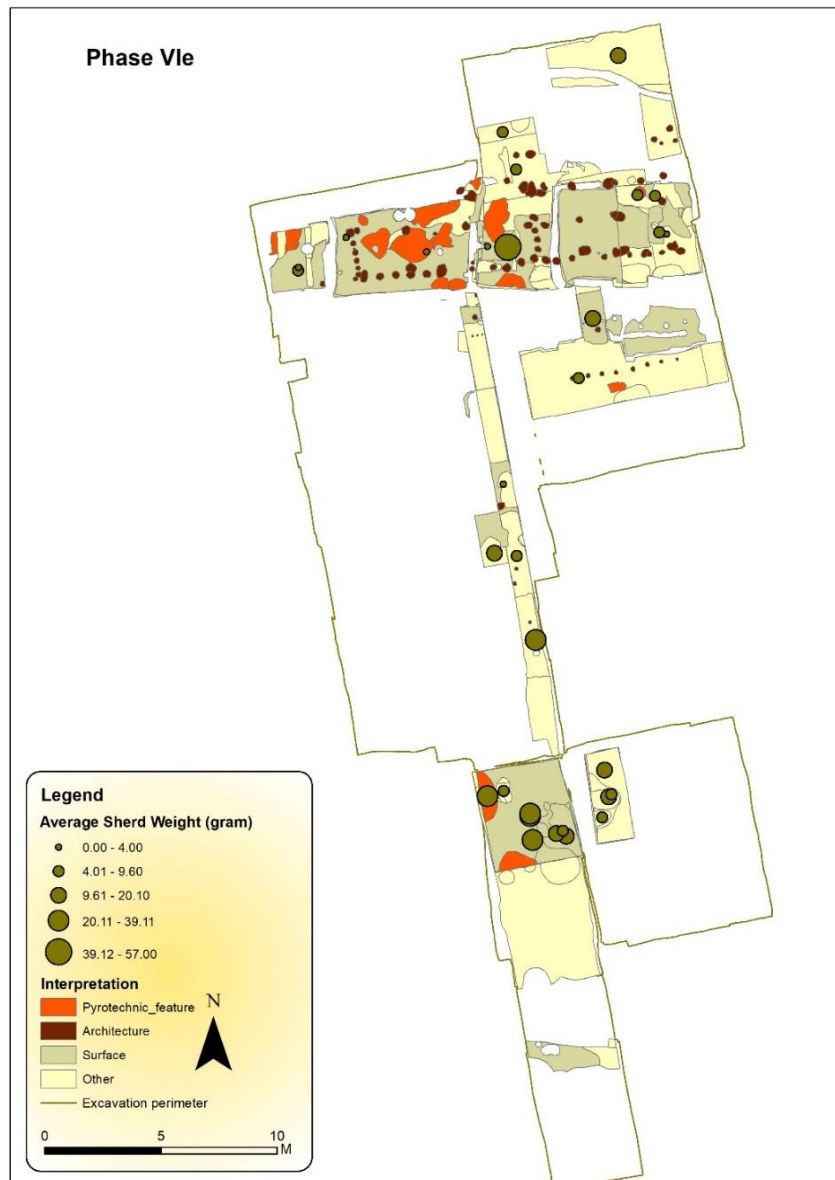 Phase VIe
Legend
Average Sherd Weight (gram)
0.00 - 4.00
4.01 - 9.60
9.61 - 20.10
20.11 - 39.11
39.12 - 57.00
Interpretation
Pyrotechnic_feature
Architecture
Surface
Other
Excavation perimeter
N
0 5 10
M